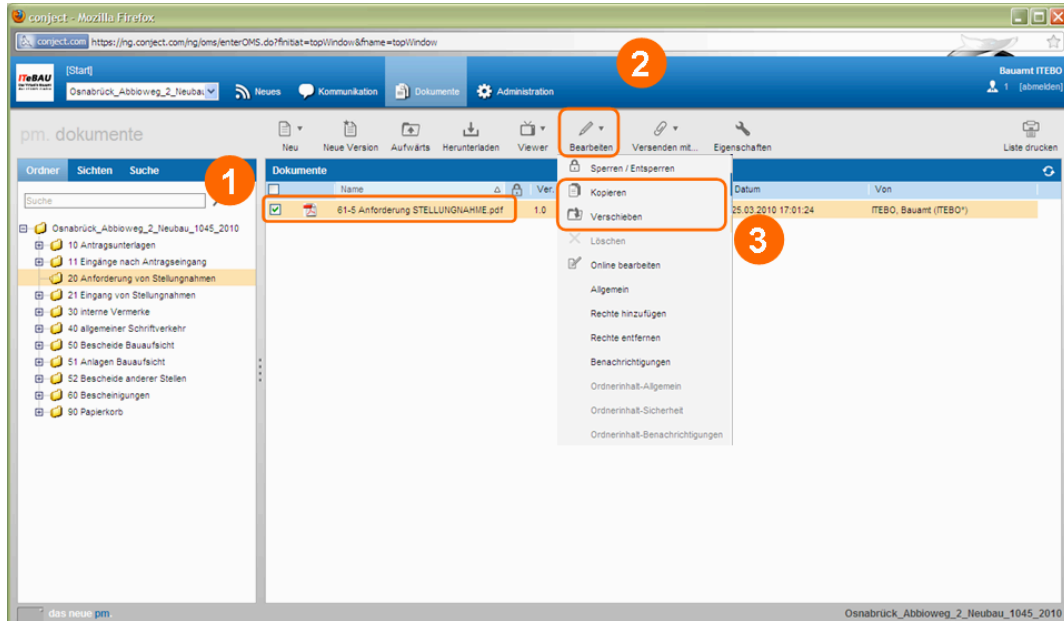 conject - Mozilla Firefox
conject.com https://ng.conject.com/ng/oms/enterOMS.do?finitiat=topWindow&fname=topWindow
2
ITeBAU
[Start]
Bauamt ITEBO
Osnabrück_Abbioweg_2_Neubau Neues Kommunikation Dokumente Administration
1 [abmelden]
pm. dokumente
Neu Neue Version Aufwärts Herunterladen Viewer Bearbeiten Versenden mit... Eigenschaften Liste drucken
Ordner Sichten Suche
1
Dokumente
Sperren / Entsperren
Suche
Name Ver. Kopieren Datum Von
61-5 Anforderung STELLUNGNAHME.pdf 1.0 Verschieben 25.03.2010 17:01:24 ITEBO, Bauamt (ITEBO*)
3
Löschen
Online bearbeiten
Allgemein
Rechte hinzufügen
Rechte entfernen
Benachrichtigungen
Ordnerinhalt-Allgemein
Ordnerinhalt-Sicherheit
Ordnerinhalt-Benachrichtigungen
Osnabrück_Abbioweg_2_Neubau_1045_2010
10 Antragsunterlagen
11 Eingänge nach Antragseingang
20 Anforderung von Stellungnahmen
21 Eingang von Stellungnahmen
30 interne Vermerke
40 allgemeiner Schriftverkehr
50 Bescheide Bauaufsicht
51 Anlagen Bauaufsicht
52 Bescheide anderer Stellen
60 Bescheinigungen
90 Papierkorb
das neue pm.
Osnabrück_Abbioweg_2_Neubau_1045_2010